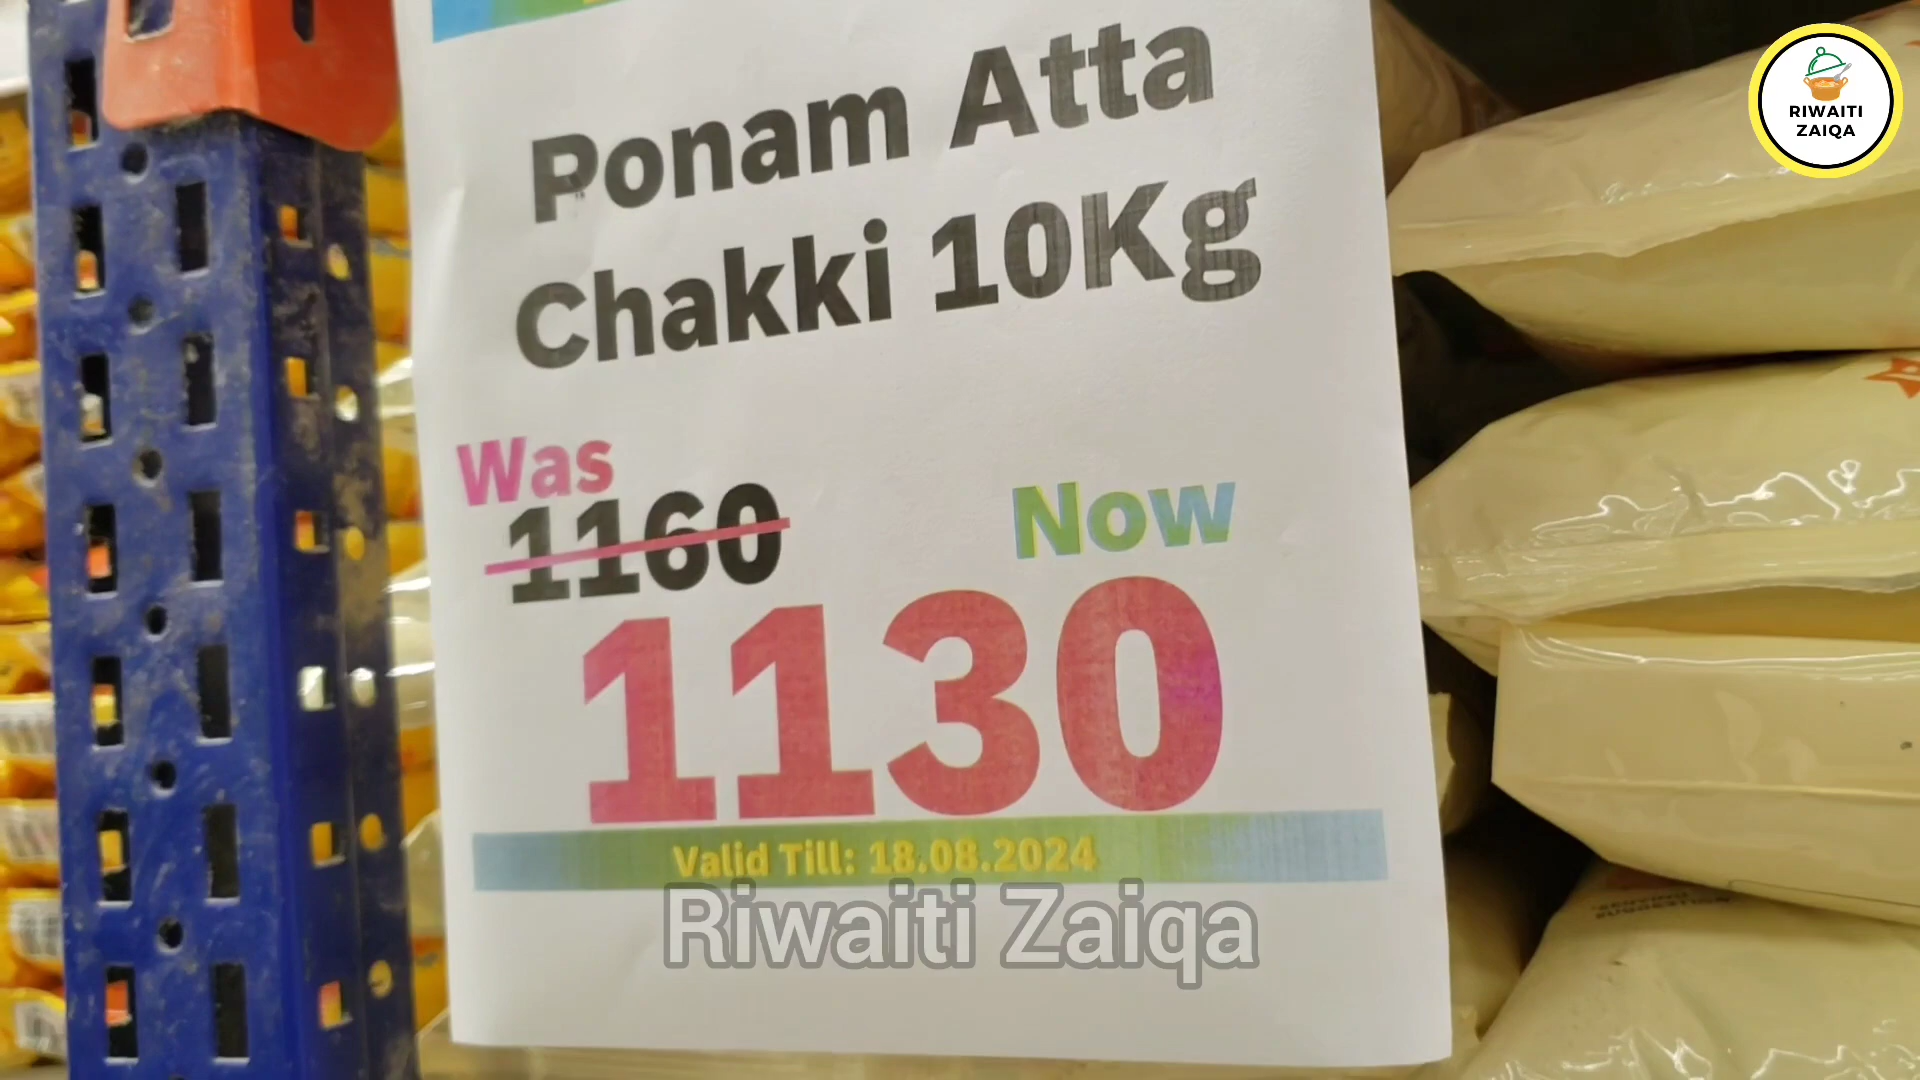 Ponam Atta
Chakki 10Kg
Was
1160
Now
1130
Valid Till: 18.08.2024
Riwaiti Zaiqa
RIWAITI
ZAIQA